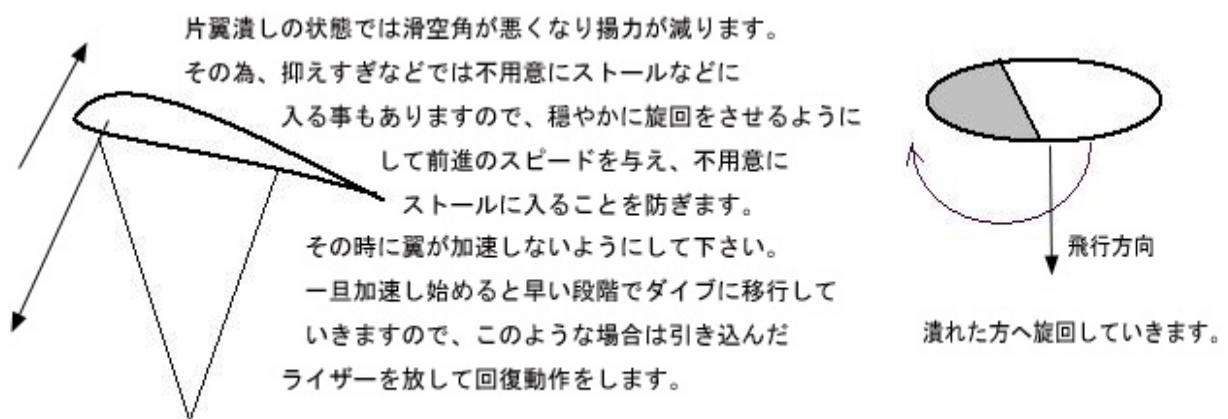 片翼潰しの状態では滑空角が悪くなり揚力が減ります。
その為、抑えすぎなどでは不用意にストールなどに
入る事もありますので、穏やかに旋回をさせるように
して前進のスピードを与え、不用意に
ストールに入ることを防ぎます。
その時に翼が加速しないようにして下さい。
一旦加速し始めると早い段階でダイブに移行して
いきますので、このような場合は引き込んだ
ライザーを放して回復動作をします。
飛行方向
潰れた方へ旋回していきます。